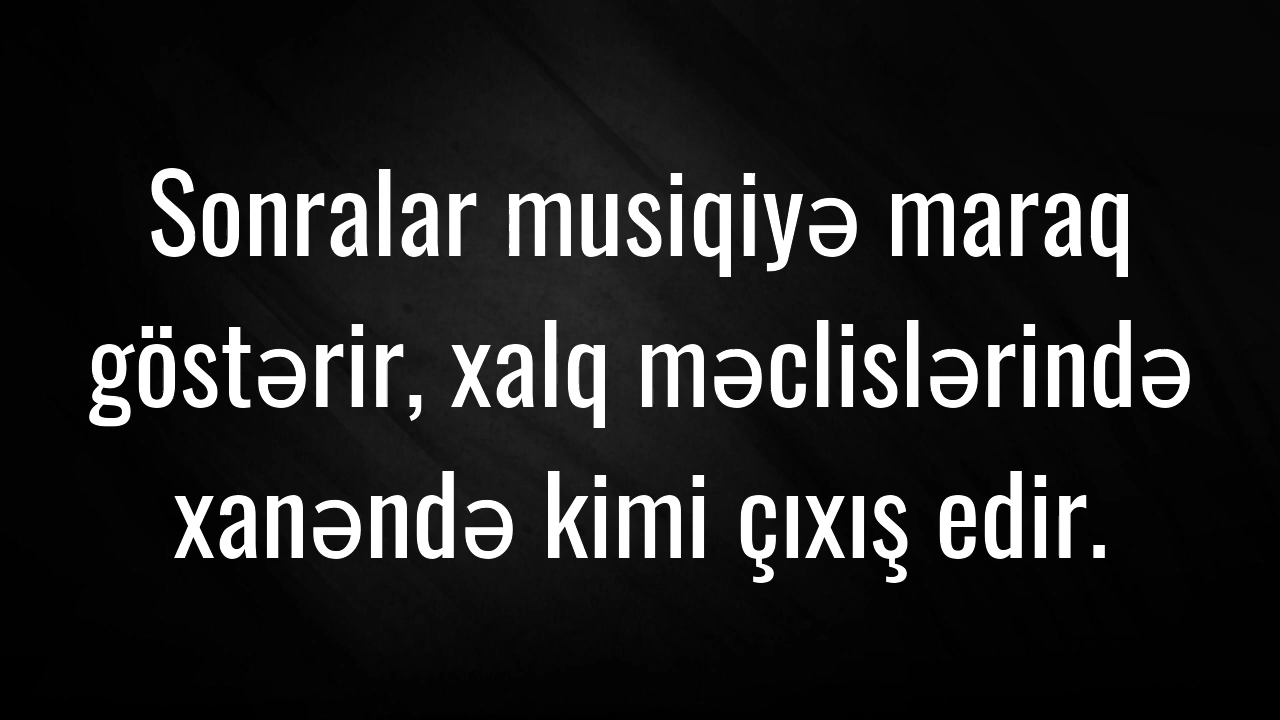 Sonralar musiqiyə maraq
göstərir, xalq məclislərində
xanəndə kimi çıxış edir.